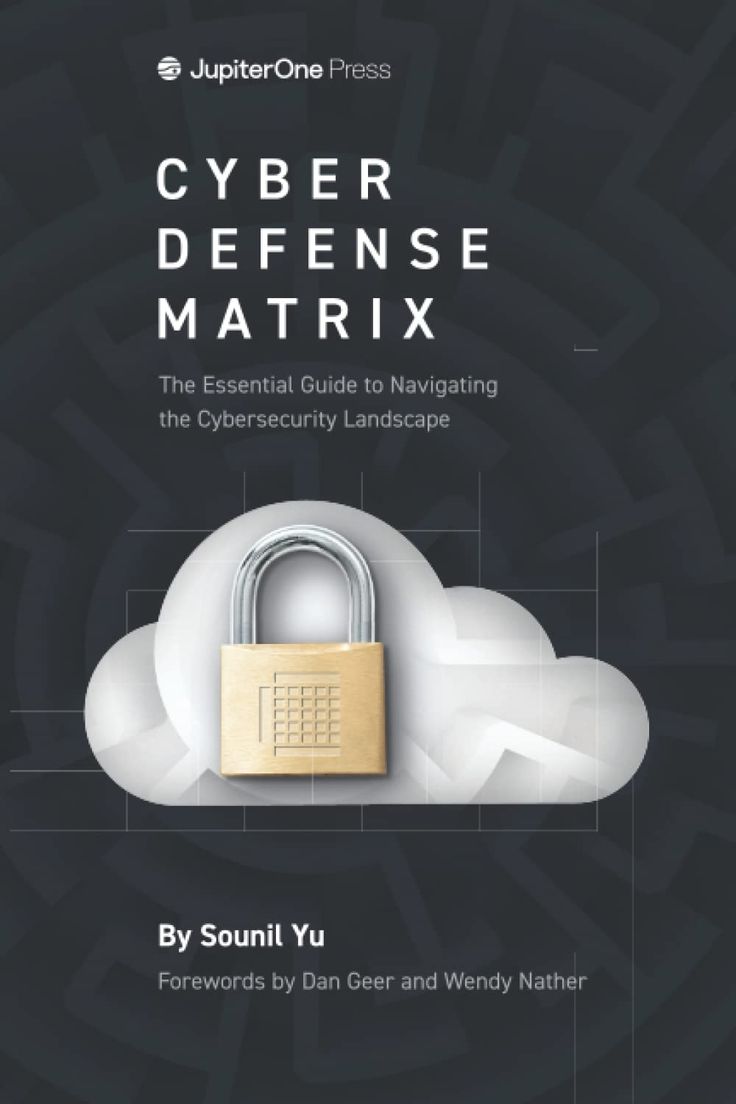 JupiterOne Press
CYBER
DEFENSE
MATRIX
The Essential Guide to Navigating
the Cybersecurity Landscape
By Sounil Yu
Forewords by Dan Geer and Wendy Nather